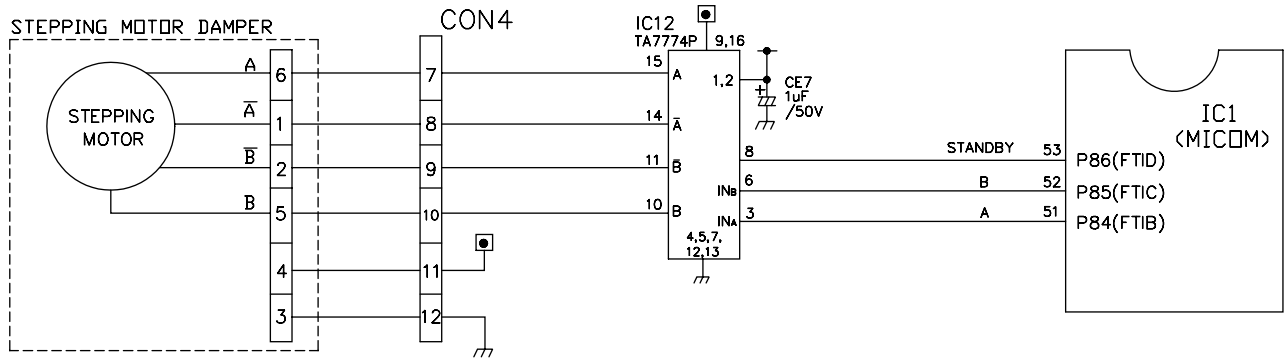 STEPPING MOTOR DAMPER
CON4
IC12
TA7774P
9,16
STEPPING
MOTOR
A
6
7
15
A
A̅
1
8
14
A̅
B̅
2
9
11
B̅
B
5
10
10
B
4
11
3
12
1,2
CE7
1uF
/50V
8
STANDBY
53
P86(FTID)
INB
6
B
52
P85(FTIC)
INA
3
A
51
P84(FTIB)
4,5,7,
12,13
IC1
(MICOM)